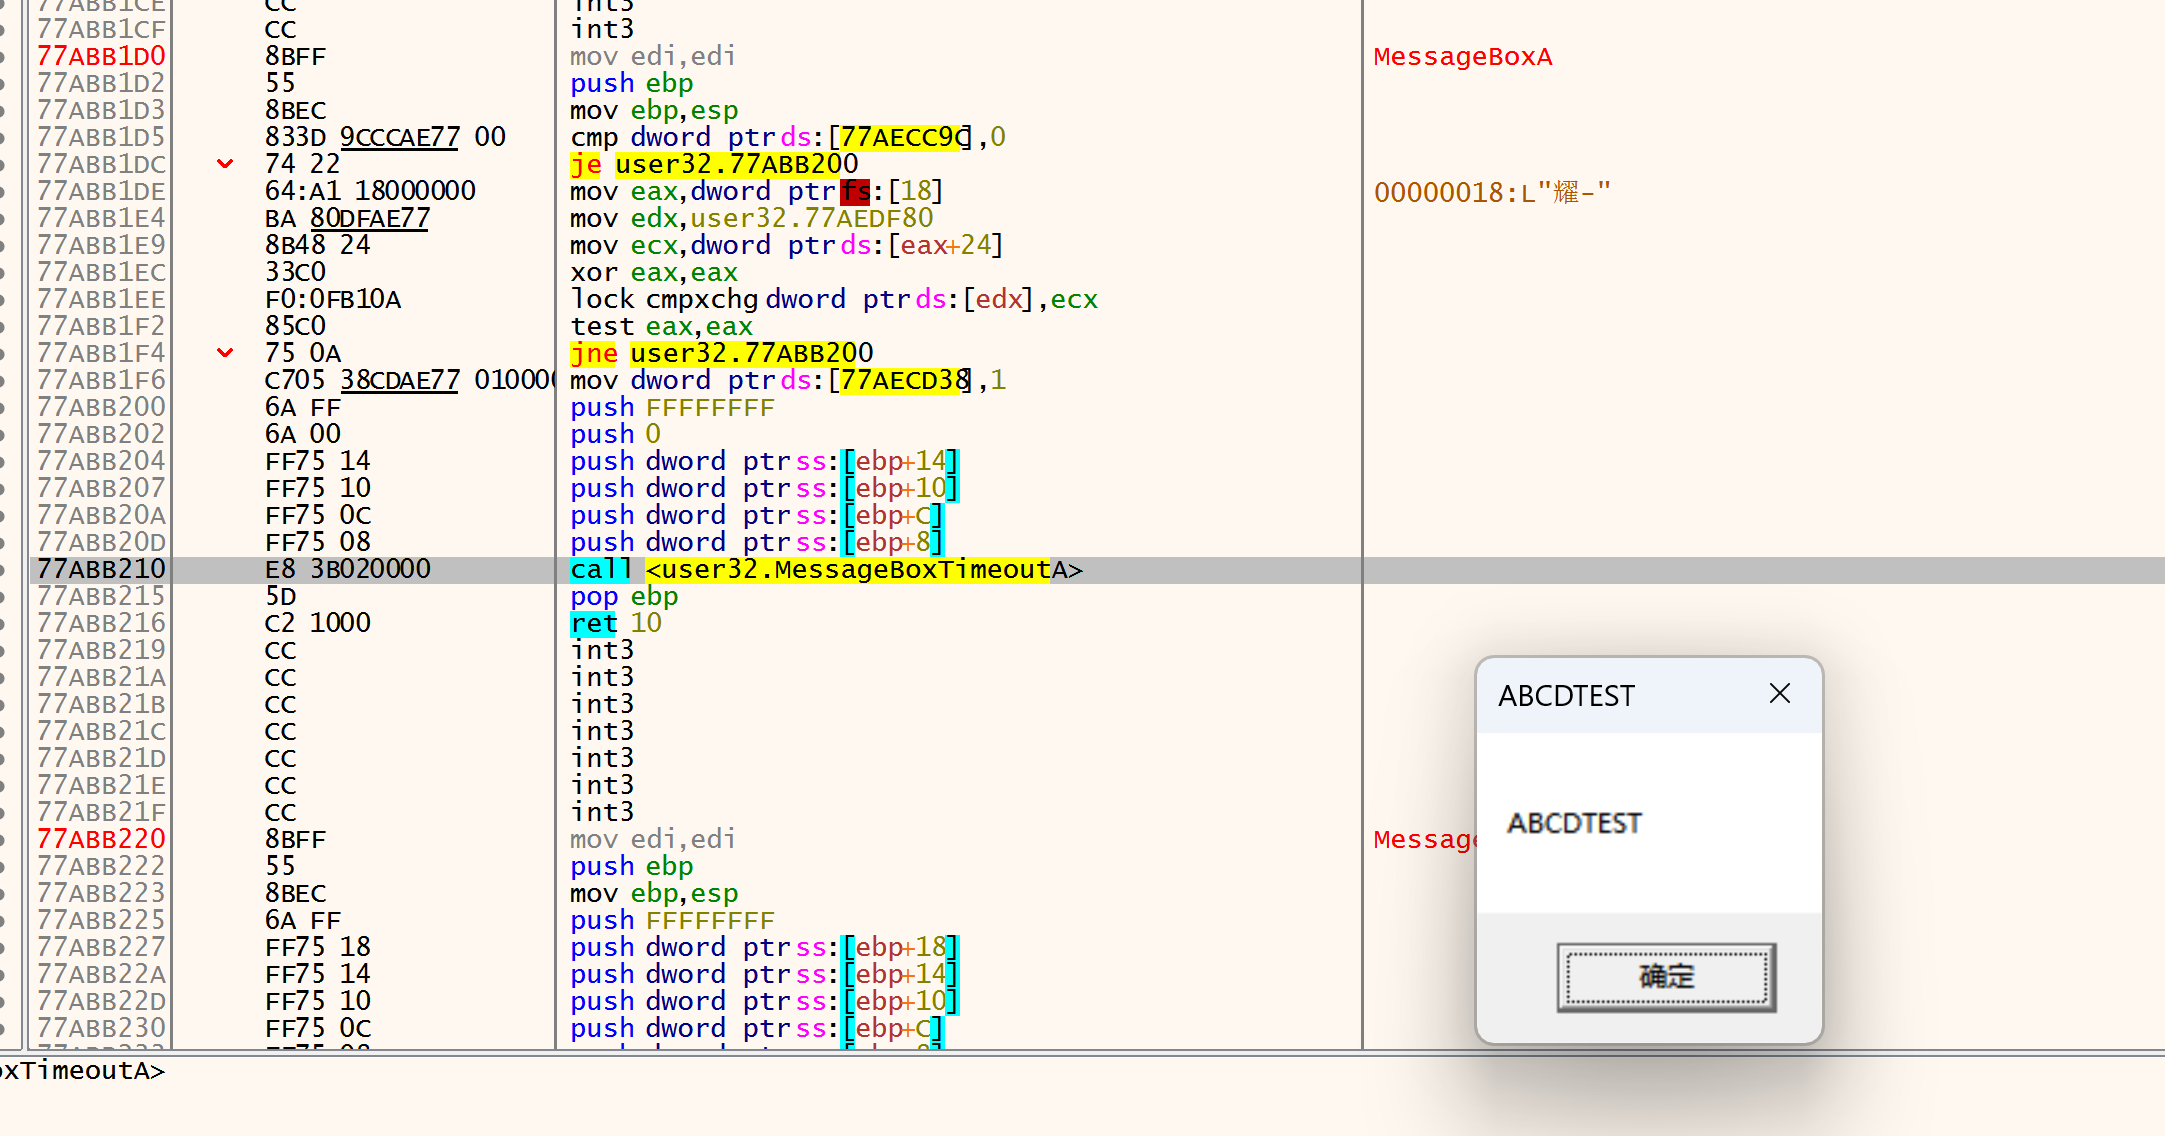 77ABB1CE CC int3
77ABB1CF CC int3
77ABB1D0 8BFF mov edi,edi MessageBoxA
77ABB1D2 55 push ebp
77ABB1D3 8BEC mov ebp,esp
77ABB1D5 833D 9CCCAE77 00 cmp dword ptr ds:[77AECC9C],0
77ABB1DC 74 22 je user32.77ABB200
77ABB1DE 64:A1 18000000 mov eax,dword ptr fs:[18] 00000018:L"耀-"
77ABB1E4 BA 80DFAE77 mov edx,user32.77AEDF80
77ABB1E9 8B48 24 mov ecx,dword ptr ds:[eax+24]
77ABB1EC 33C0 xor eax,eax
77ABB1EE F0:0FB10A lock cmpxchg dword ptr ds:[edx],ecx
77ABB1F2 85C0 test eax,eax
77ABB1F4 75 0A jne user32.77ABB200
77ABB1F6 C705 38CDAE77 01000 mov dword ptr ds:[77AECD38],1
77ABB200 6A FF push FFFFFFFF
77ABB202 6A 00 push 0
77ABB204 FF75 14 push dword ptr ss:[ebp+14]
77ABB207 FF75 10 push dword ptr ss:[ebp+10]
77ABB20A FF75 0C push dword ptr ss:[ebp+C]
77ABB20D FF75 08 push dword ptr ss:[ebp+8]
77ABB210 E8 3B020000 call <user32.MessageBoxTimeoutA>
77ABB215 5D pop ebp
77ABB216 C2 1000 ret 10
77ABB219 CC int3
77ABB21A CC int3
77ABB21B CC int3
77ABB21C CC int3
77ABB21D CC int3
77ABB21E CC int3
77ABB21F CC int3
77ABB220 8BFF mov edi,edi Message
77ABB222 55 push ebp
77ABB223 8BEC mov ebp,esp
77ABB225 6A FF push FFFFFFFF
77ABB227 FF75 18 push dword ptr ss:[ebp+18]
77ABB22A FF75 14 push dword ptr ss:[ebp+14]
77ABB22D FF75 10 push dword ptr ss:[ebp+10]
77ABB230 FF75 0C push dword ptr ss:[ebp+C]
oxTimeoutA>
ABCDTEST
ABCDTEST
确定